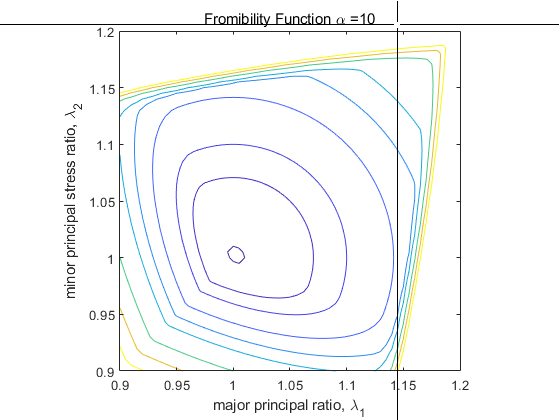 Fromibility Function α =10
1.2
1.15
1.1
1.05
1
0.95
0.9
minor principal stress ratio, λ2
0.9 0.95 1 1.05 1.1 1.15 1.2
major principal ratio, λ1